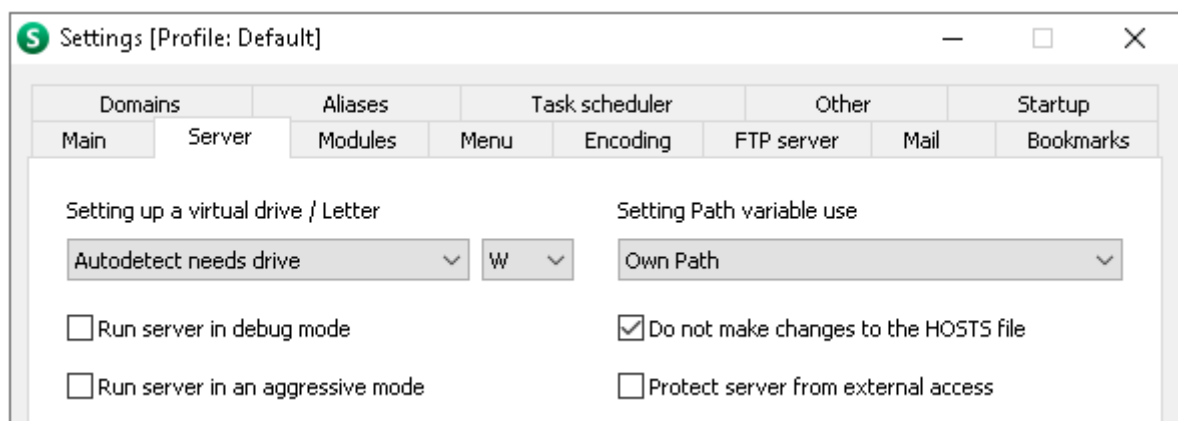 S Settings [Profile: Default]
Domains Aliases Task scheduler Other Startup
Main Server Modules Menu Encoding FTP server Mail Bookmarks
Setting up a virtual drive / Letter Setting Path variable use
Autodetect needs drive W Own Path
Run server in debug mode Do not make changes to the HOSTS file
Run server in an aggressive mode Protect server from external access